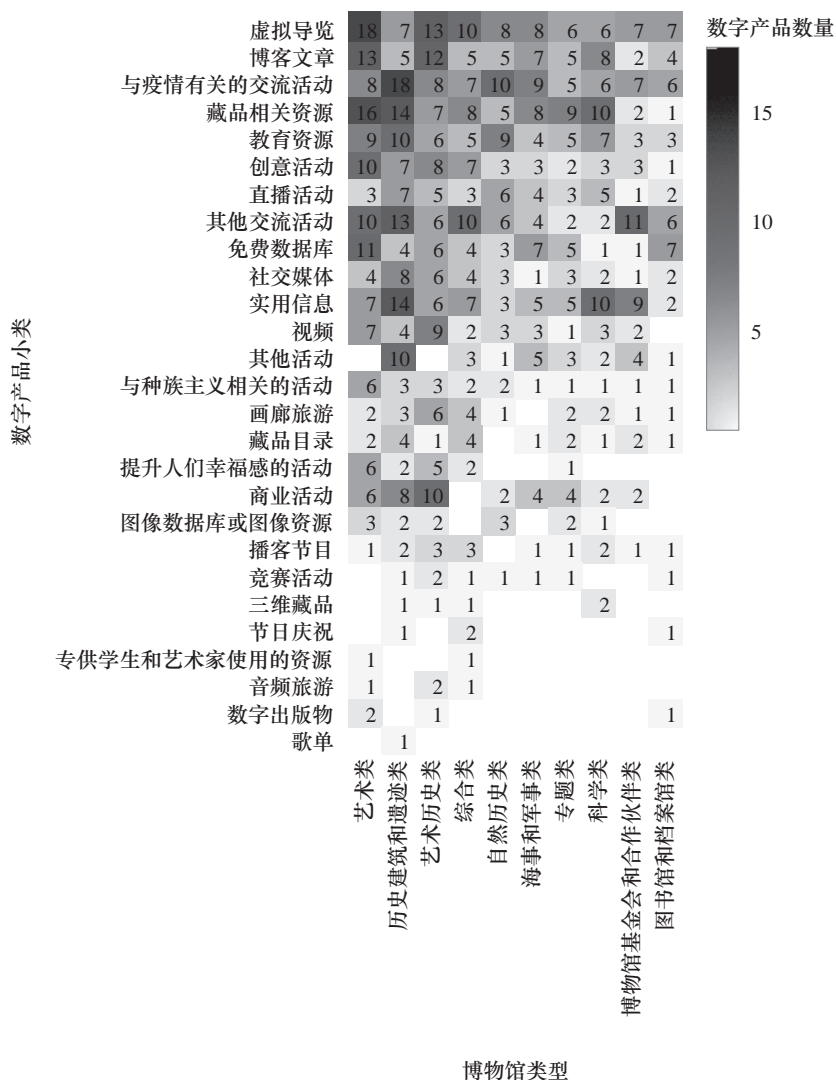 数字产品数量
15
10
5
数字产品小类
虚拟导览 18 7 13 10 8 8 6 6 7 7
博客文章 13 5 12 5 5 7 5 8 2 4
与疫情有关的交流活动 8 18 8 7 10 9 5 6 7 6
藏品相关资源 16 14 7 8 5 8 9 10 2 1
教育资源 9 10 6 5 9 4 5 7 3 3
创意活动 10 7 8 7 3 3 2 3 3 1
直播活动 3 7 5 3 6 4 3 5 1 2
其他交流活动 10 13 6 10 6 4 2 2 11 6
免费数据库 11 4 6 4 3 7 5 1 1 7
社交媒体 4 8 6 4 3 1 3 2 1 2
实用信息 7 14 6 7 3 5 5 10 9 2
视频 7 4 9 2 3 3 1 3 2
其他活动 10 3 1 5 3 2 4 1
与种族主义相关的活动 6 3 3 2 2 1 1 1 1 1
画廊旅游 2 3 6 4 1 2 2 1 1
藏品目录 2 4 1 4 1 2 1 2 1
提升人们幸福感的活动 6 2 5 2 1
商业活动 6 8 10 2 4 4 2 2
图像数据库或图像资源 3 2 2 3 2 1
播客节目 1 2 3 3 1 1 2 1 1
竞赛活动 1 2 1 1 1 1 1
三维藏品 1 1 1 2
节日庆祝 1 2 1
专供学生和艺术家使用的资源 1 1
音频旅游 1 2 1
数字出版物 2 1 1
歌单 1
艺术类
历史建筑和遗迹类
艺术历史类
综合类
自然历史类
海事和军事类
专题类
科学类
博物馆基金会和合作伙伴类
图书馆和档案馆类
博物馆类型